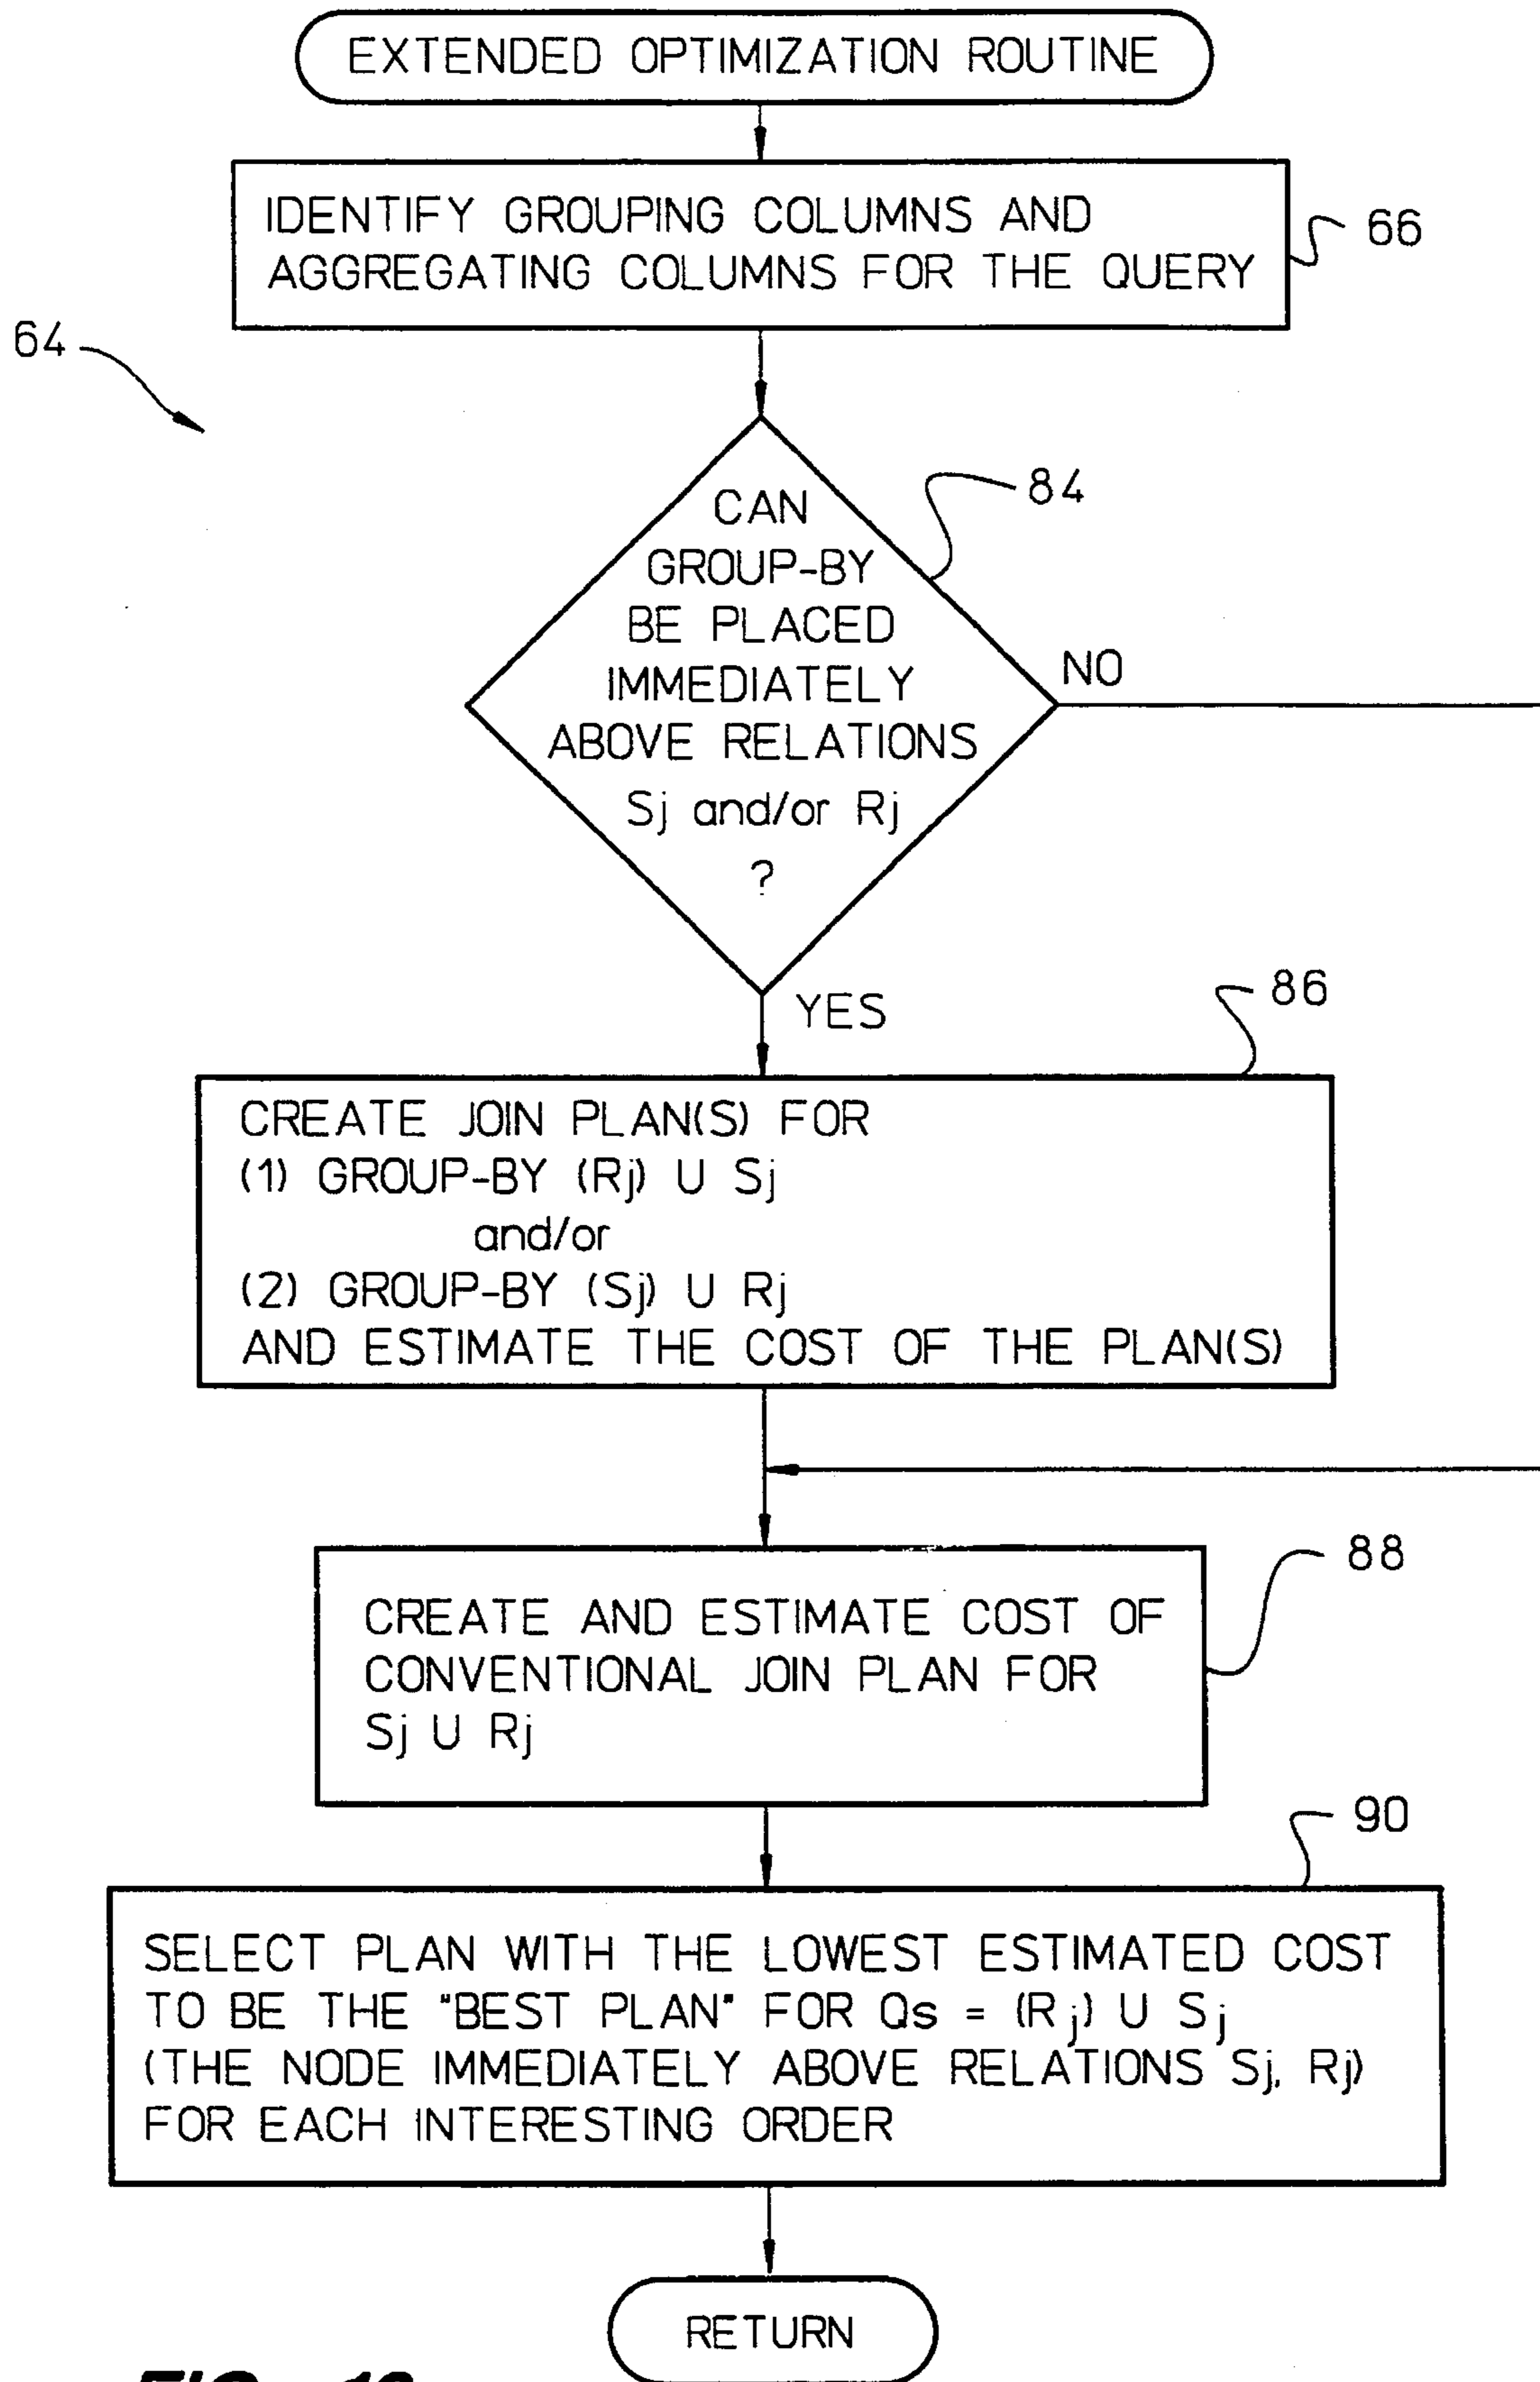 EXTENDED OPTIMIZATION ROUTINE
IDENTIFY GROUPING COLUMNS AND
AGGREGATING COLUMNS FOR THE QUERY
66
64
CAN
GROUP-BY
BE PLACED
IMMEDIATELY
ABOVE RELATIONS
Sj and/or Rj
?
84
NO
YES
86
CREATE JOIN PLAN(S) FOR
(1) GROUP-BY (Rj) U Sj
and/or
(2) GROUP-BY (Sj) U Rj
AND ESTIMATE THE COST OF THE PLAN(S)
88
CREATE AND ESTIMATE COST OF
CONVENTIONAL JOIN PLAN FOR
Sj U Rj
90
SELECT PLAN WITH THE LOWEST ESTIMATED COST
TO BE THE "BEST PLAN" FOR Qs = (Rj) U Sj
(THE NODE IMMEDIATELY ABOVE RELATIONS Sj, Rj)
FOR EACH INTERESTING ORDER
RETURN